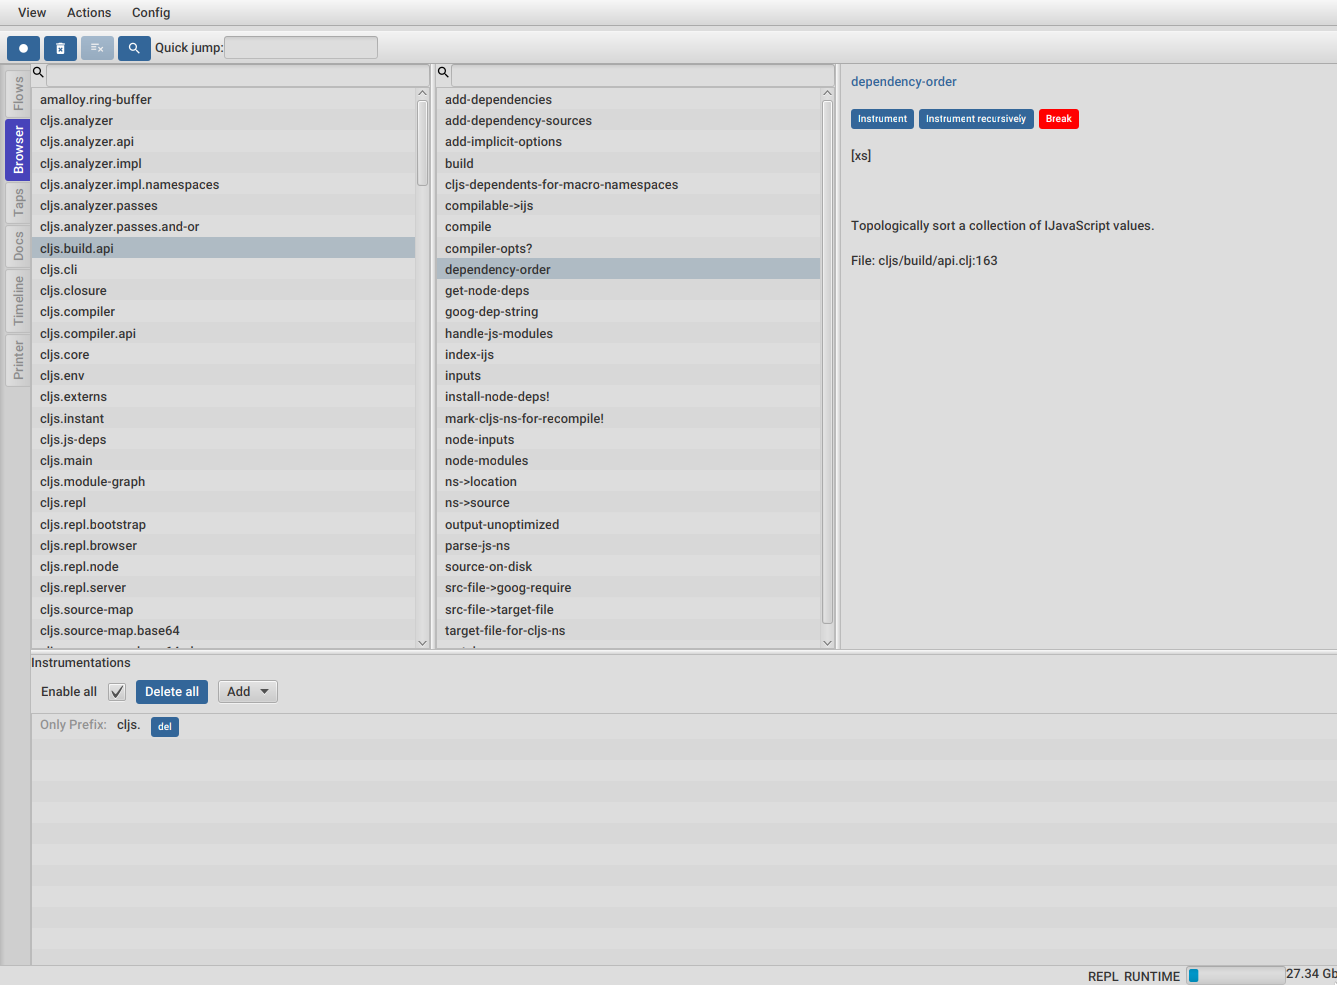 View Actions Config
Quick jump:
Flows
Browser
Taps
Docs
Timeline
Printer
amalloy.ring-buffer
cljs.analyzer
cljs.analyzer.api
cljs.analyzer.impl
cljs.analyzer.impl.namespaces
cljs.analyzer.passes
cljs.analyzer.passes.and-or
cljs.build.api
cljs.cli
cljs.closure
cljs.compiler
cljs.compiler.api
cljs.core
cljs.env
cljs.externs
cljs.instant
cljs.js-deps
cljs.main
cljs.module-graph
cljs.repl
cljs.repl.bootstrap
cljs.repl.browser
cljs.repl.node
cljs.repl.server
cljs.source-map
cljs.source-map.base64
add-dependencies
add-dependency-sources
add-implicit-options
build
cljs-dependents-for-macro-namespaces
compilable->ijs
compile
compiler-opts?
dependency-order
get-node-deps
goog-dep-string
handle-js-modules
index-ijs
inputs
install-node-deps!
mark-cljs-ns-for-recompile!
node-inputs
node-modules
ns->location
ns->source
output-unoptimized
parse-js-ns
source-on-disk
src-file->goog-require
src-file->target-file
target-file-for-cljs-ns
dependency-order
Instrument Instrument recursively Break
[xs]
Topologically sort a collection of IJavaScript values.
File: cljs/build/api.clj:163
Instrumentations
Enable all Delete all Add
Only Prefix: cljs. del
REPL RUNTIME 27.34 Gb